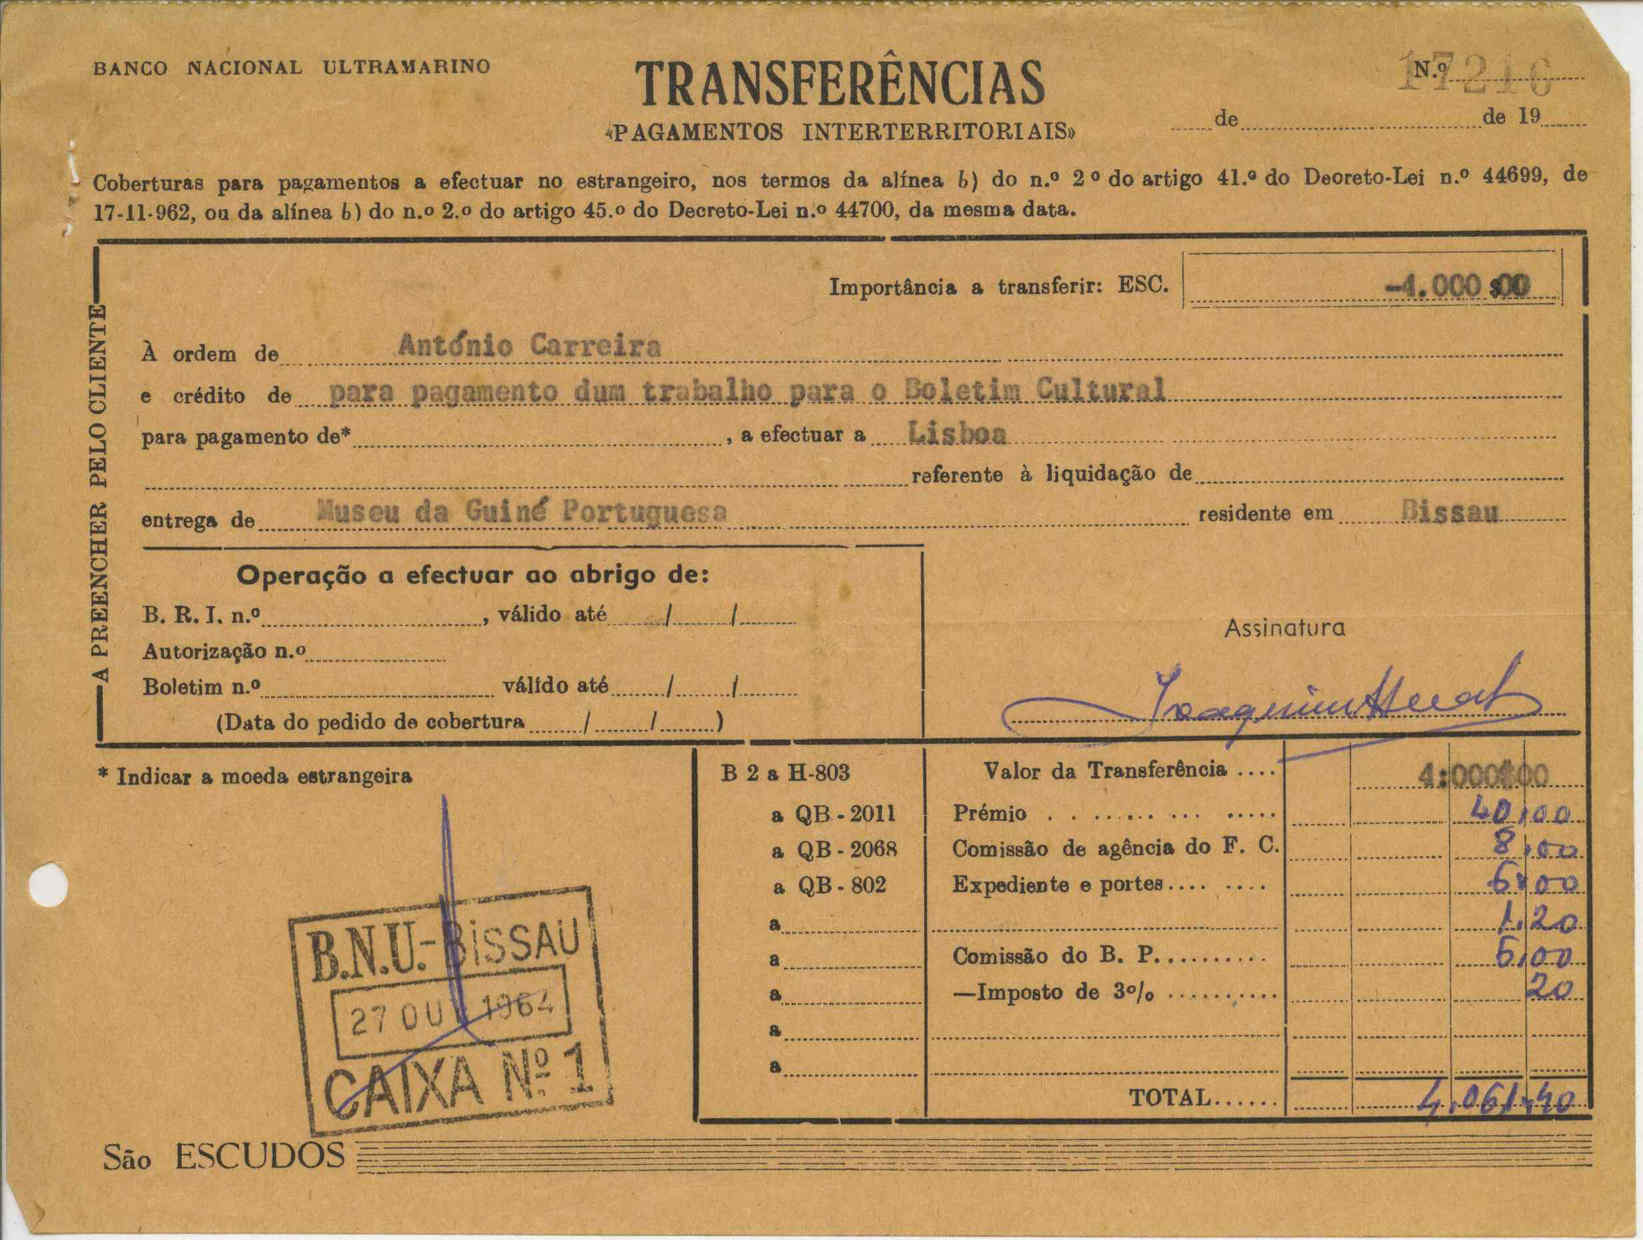 BANCO NACIONAL ULTRAMARINO
TRANSFERÊNCIAS
«PAGAMENTOS INTERTERRITORIAIS»
N.º 17216
de de 19
Coberturas para pagamentos a efectuar no estrangeiro, nos termos da alínea b) do n.º 2º do artigo 41.º do Decreto-Lei n.º 44699, de
17-11-962, ou da alínea b) do n.º 2.º do artigo 45.º do Decreto-Lei n.º 44700, da mesma data.
A PREENCHER PELO CLIENTE
Importância a transferir: ESC. -4.000$00
À ordem de António Carreira
e crédito de para pagamento dum trabalho para o Boletim Cultural
para pagamento de* , a efectuar a Lisboa
referente à liquidação de
entrega de Museu da Guiné Portuguesa residente em Bissau
Operação a efectuar ao abrigo de:
B. R. I. n.º , válido até / /
Autorização n.º
Boletim n.º válido até / /
(Data do pedido de cobertura / / )
Assinatura
* Indicar a moeda estrangeira
B 2 a H-803 Valor da Transferência .... 4:000$00
a QB - 2011 Prémio 40,00
a QB - 2068 Comissão de agência do F. C. 8,00
a QB - 802 Expediente e portes 6,00
a 1,20
a Comissão do B. P. 6,00
a —Imposto de 3% 20
a
a
TOTAL 4.061,40
B.N.U.-BISSAU
27 OUT 1964
CAIXA Nº 1
São ESCUDOS